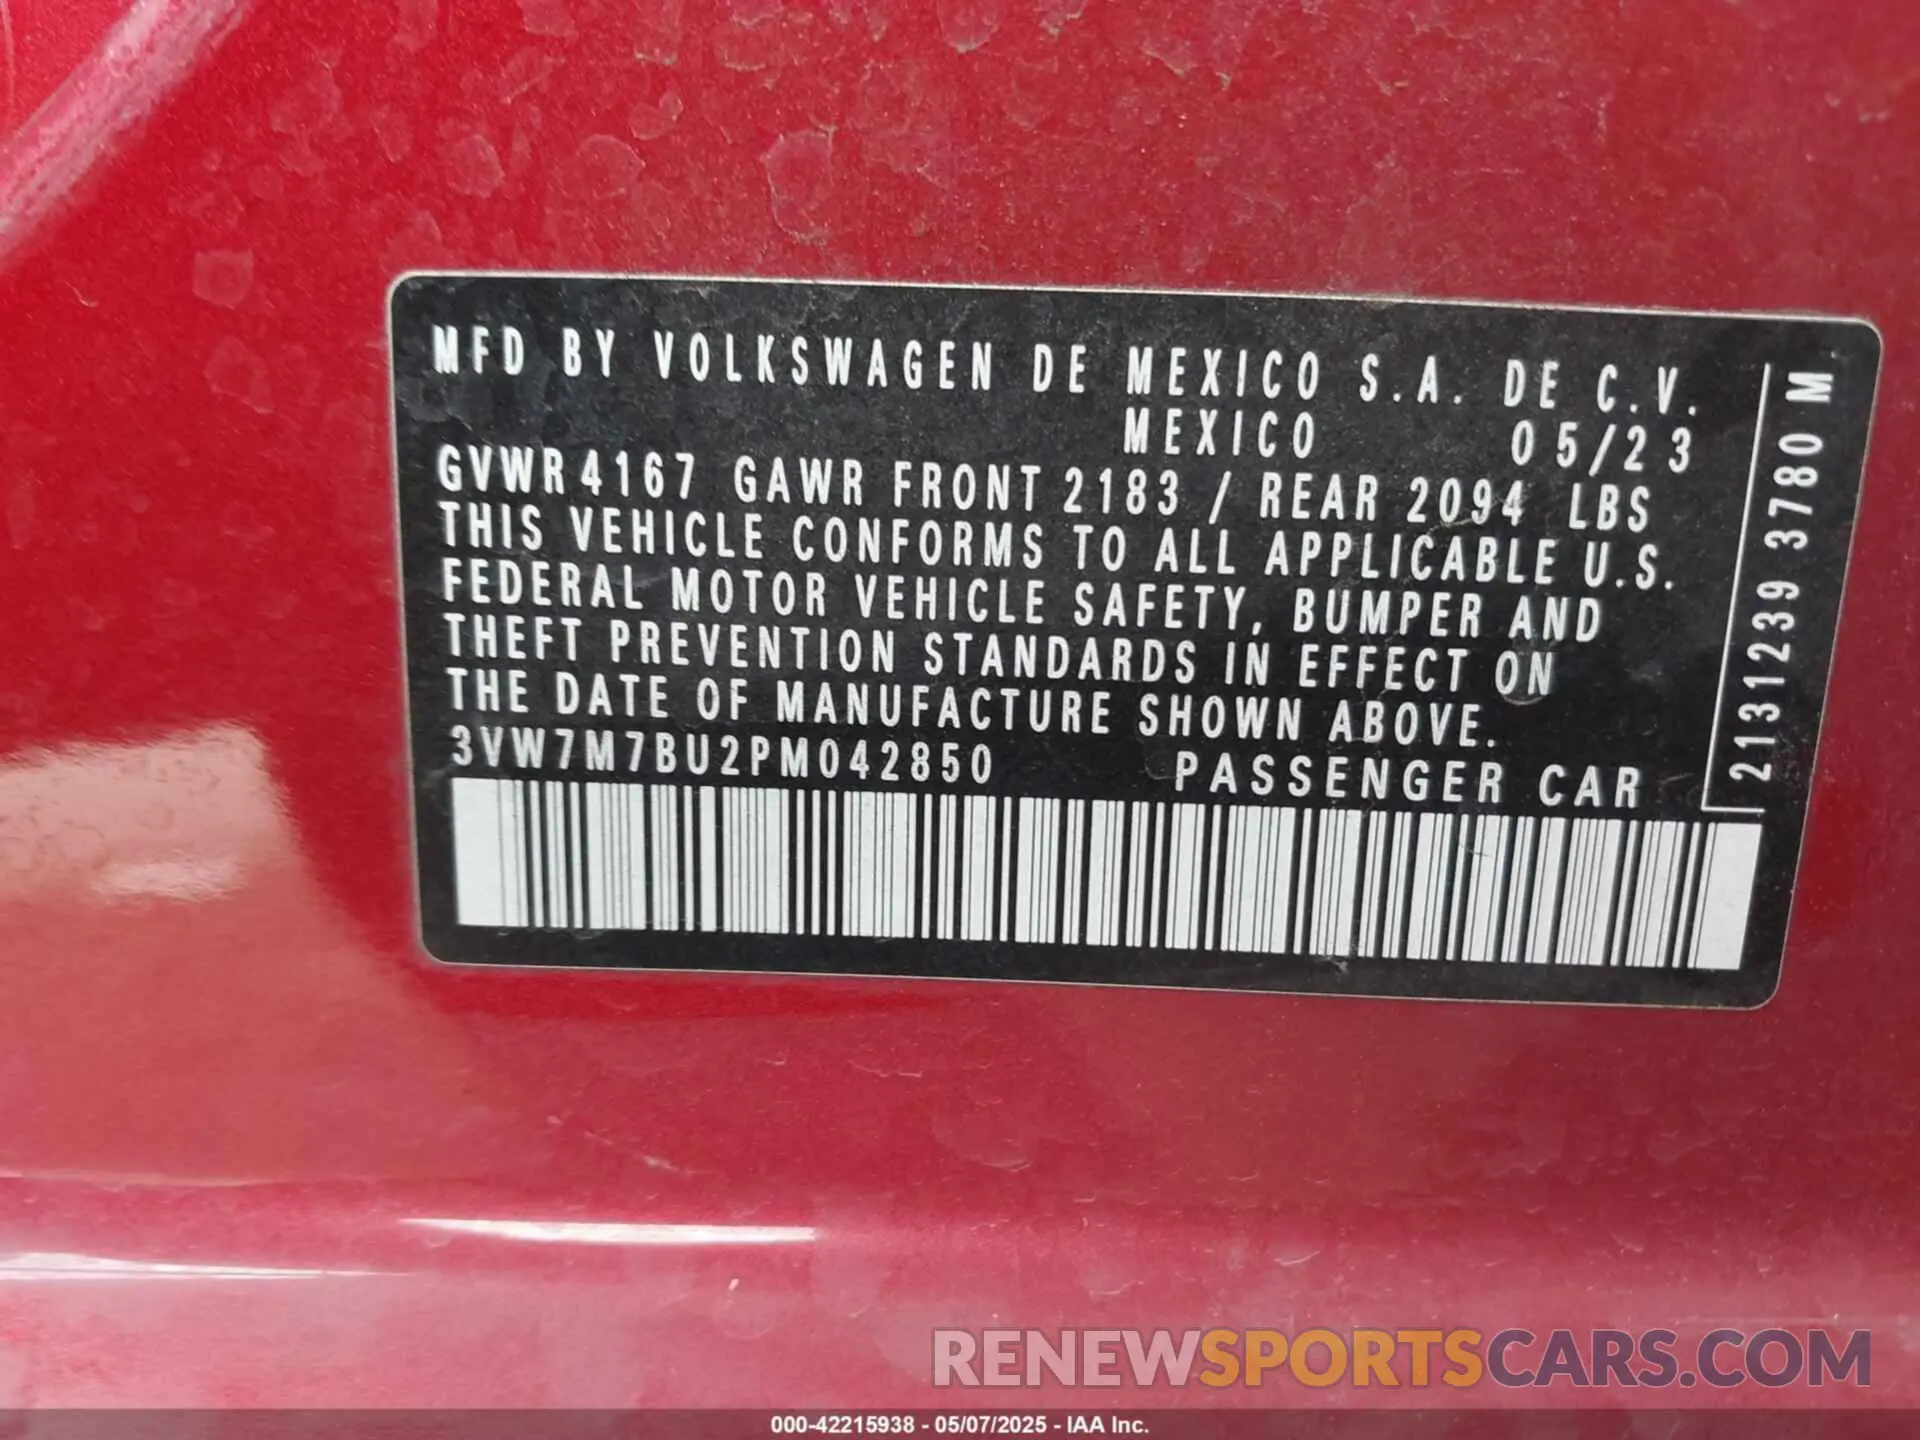 MFD BY VOLKSWAGEN DE MEXICO S.A. DE C.V.
MEXICO 05/23
GVWR 4167 GAWR FRONT 2183 / REAR 2094 LBS
THIS VEHICLE CONFORMS TO ALL APPLICABLE U.S.
FEDERAL MOTOR VEHICLE SAFETY, BUMPER AND
THEFT PREVENTION STANDARDS IN EFFECT ON
THE DATE OF MANUFACTURE SHOWN ABOVE.
3VW7M7BU2PM042850 PASSENGER CAR
2131239 3780 M
RENEWSPORTSCARS.COM
000-42215938 - 05/07/2025 - IAA Inc.